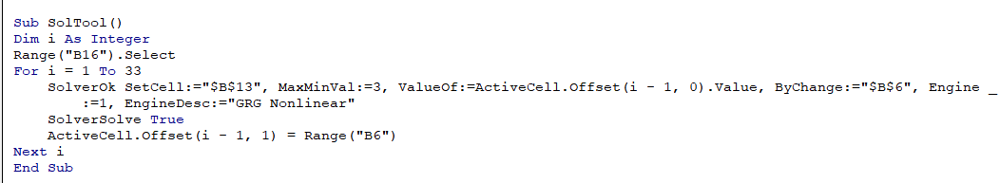 Sub SolTool()
Dim i As Integer
Range("B16").Select
For i = 1 To 33
    SolverOk SetCell:="$B$13", MaxMinVal:=3, ValueOf:=ActiveCell.Offset(i - 1, 0).Value, ByChange:="$B$6", Engine _
        :=1, EngineDesc:="GRG Nonlinear"
    SolverSolve True
    ActiveCell.Offset(i - 1, 1) = Range("B6")
Next i
End Sub